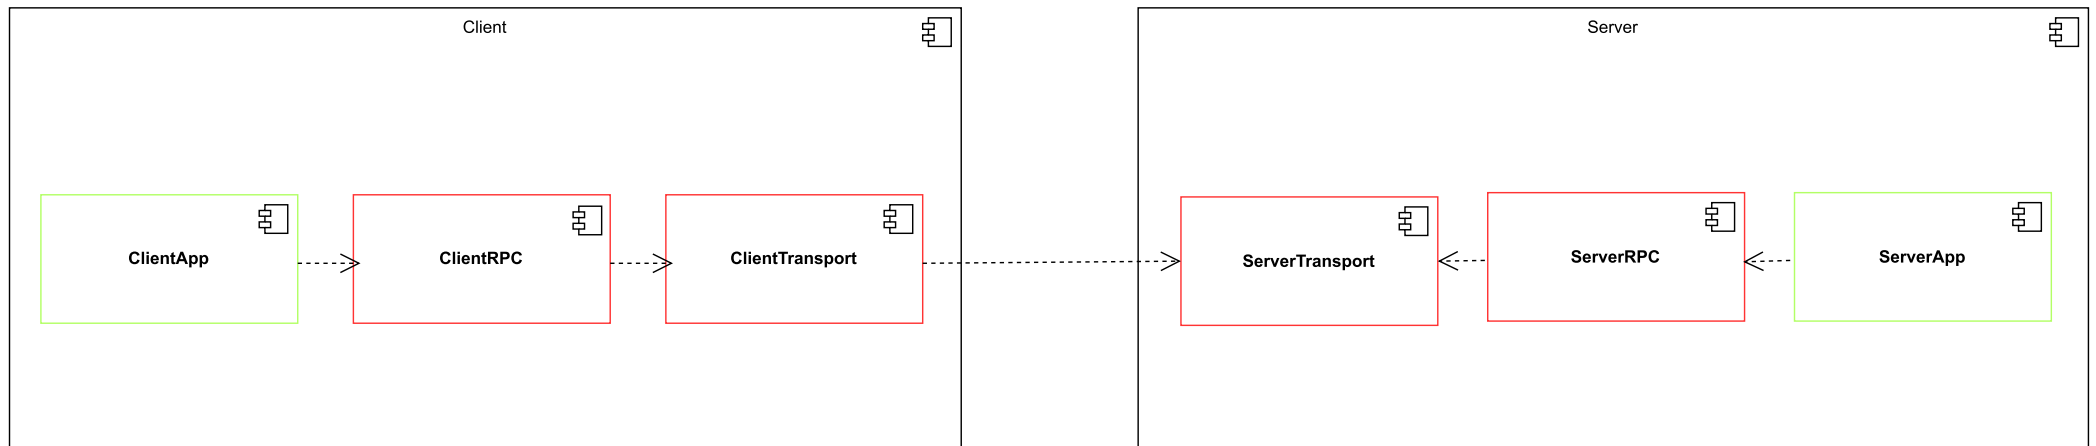 Client
Server
ClientApp
ClientRPC
ClientTransport
ServerTransport
ServerRPC
ServerApp